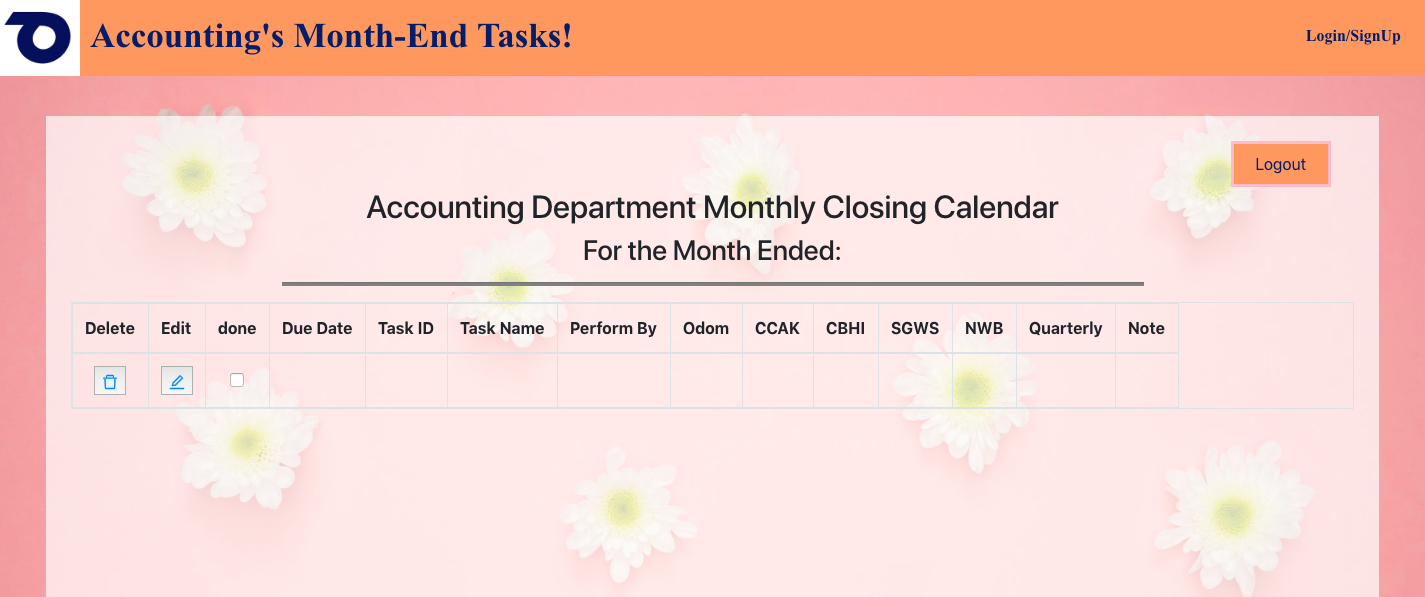 Accounting's Month-End Tasks!
Login/SignUp
Logout
Accounting Department Monthly Closing Calendar
For the Month Ended:
Delete Edit done Due Date Task ID Task Name Perform By Odom CCAK CBHI SGWS NWB Quarterly Note